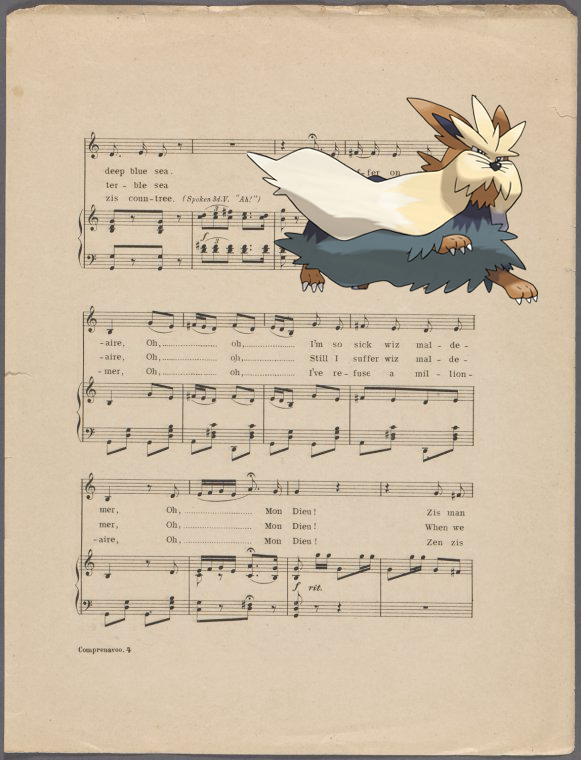 deep blue sea. fer on
ter - ble sea
zis coun-tree. (Spoken 3d.V. "Ah!")
f
-aire, Oh, oh, I'm so sick wiz mal - de -
-aire, Oh, oh, Still I suffer wiz mal - de -
-mer, Oh, oh, I've re - fuse a mil - lion -
mer, Oh, Mon Dieu! Zis man
mer, Oh, Mon Dieu! When we
-aire, Oh, Mon Dieu! Zen zis
f rit.
Comprenavoo. 4